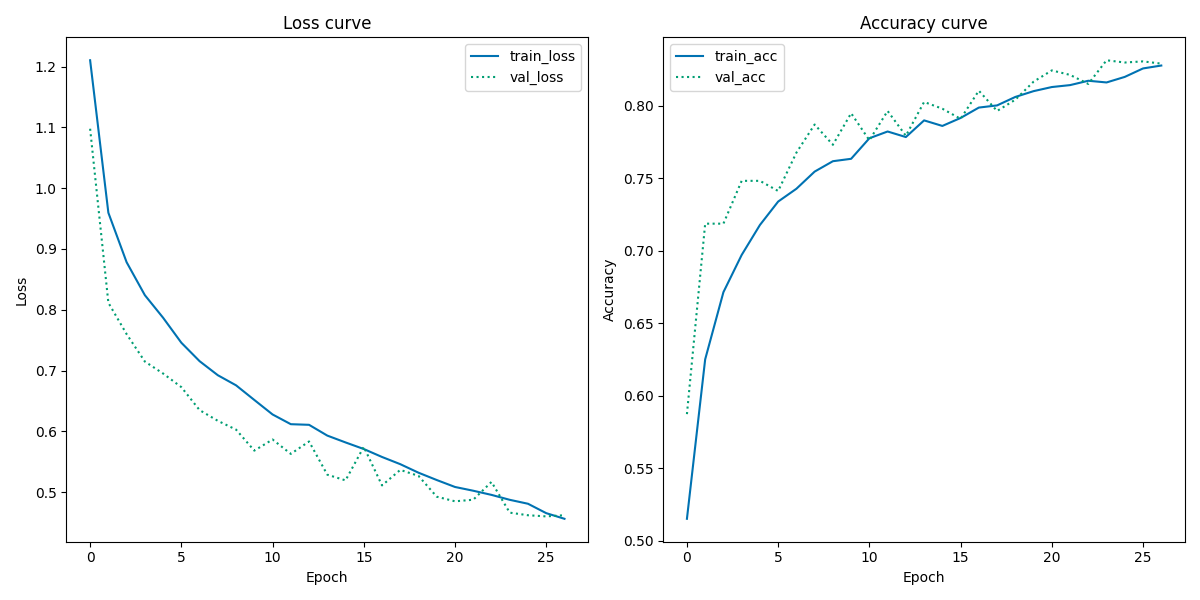 Loss curve
train_loss
val_loss
1.2
1.1
1.0
0.9
0.8
0.7
0.6
0.5
Loss
0 5 10 15 20 25
Epoch
Accuracy curve
train_acc
val_acc
0.80
0.75
0.70
0.65
0.60
0.55
0.50
Accuracy
0 5 10 15 20 25
Epoch